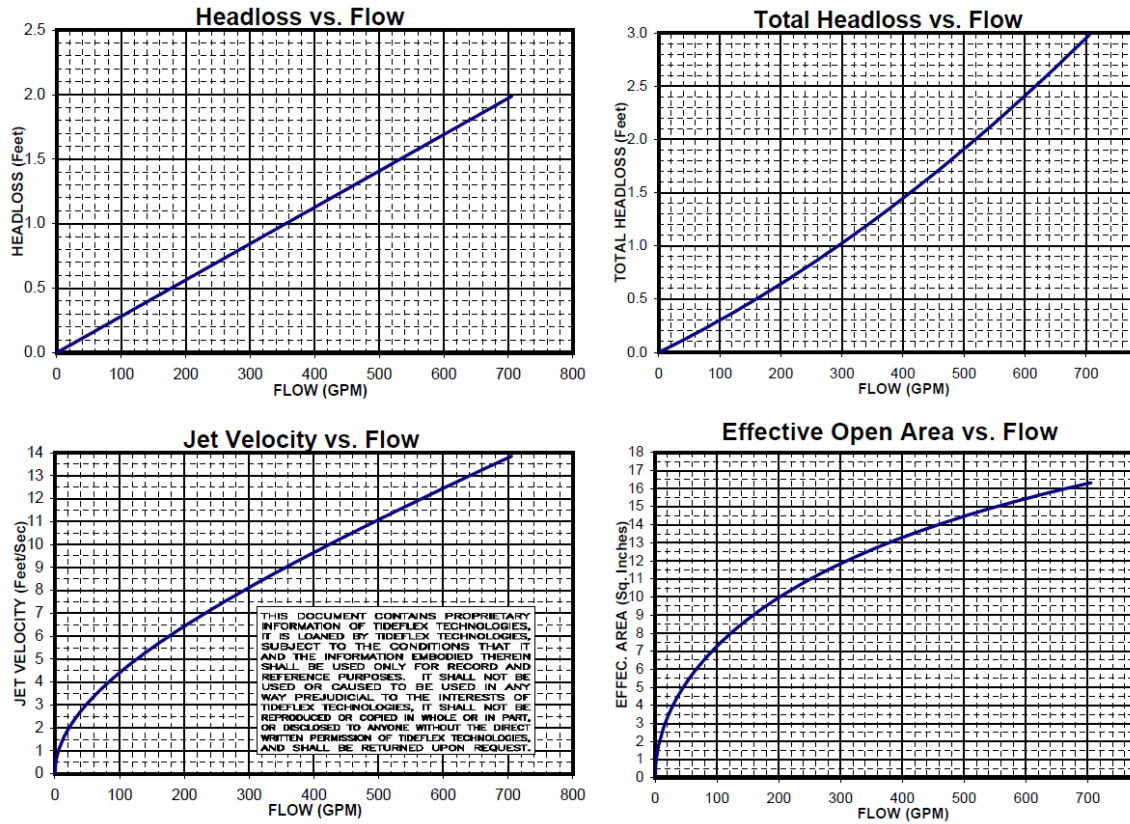 Headloss vs. Flow
HEADLOSS (Feet)
2.5
2.0
1.5
1.0
0.5
0.0
0 100 200 300 400 500 600 700 800
FLOW (GPM)
Total Headloss vs. Flow
TOTAL HEADLOSS (Feet)
3.0
2.5
2.0
1.5
1.0
0.5
0.0
0 100 200 300 400 500 600 700
FLOW (GPM)
Jet Velocity vs. Flow
JET VELOCITY (Feet/Sec)
14
13
12
11
10
9
8
7
6
5
4
3
2
1
0
0 100 200 300 400 500 600 700 800
FLOW (GPM)
THIS DOCUMENT CONTAINS PROPRIETARY
INFORMATION OF TIDEFLEX TECHNOLOGIES,
IT IS LOANED BY TIDEFLEX TECHNOLOGIES,
SUBJECT TO THE CONDITIONS THAT IT
AND THE INFORMATION EMBODIED THEREIN
SHALL BE USED ONLY FOR RECORD AND
REFERENCE PURPOSES. IT SHALL NOT BE
USED OR CAUSED TO BE USED IN ANY
WAY PREJUDICIAL TO THE INTERESTS OF
TIDEFLEX TECHNOLOGIES, IT SHALL NOT BE
REPRODUCED OR COPIED IN WHOLE OR IN PART,
OR DISCLOSED TO ANYONE WITHOUT THE DIRECT
WRITTEN PERMISSION OF TIDEFLEX TECHNOLOGIES,
AND SHALL BE RETURNED UPON REQUEST.
Effective Open Area vs. Flow
EFFEC. AREA (Sq. Inches)
18
17
16
15
14
13
12
11
10
9
8
7
6
5
4
3
2
1
0
0 100 200 300 400 500 600 700
FLOW (GPM)